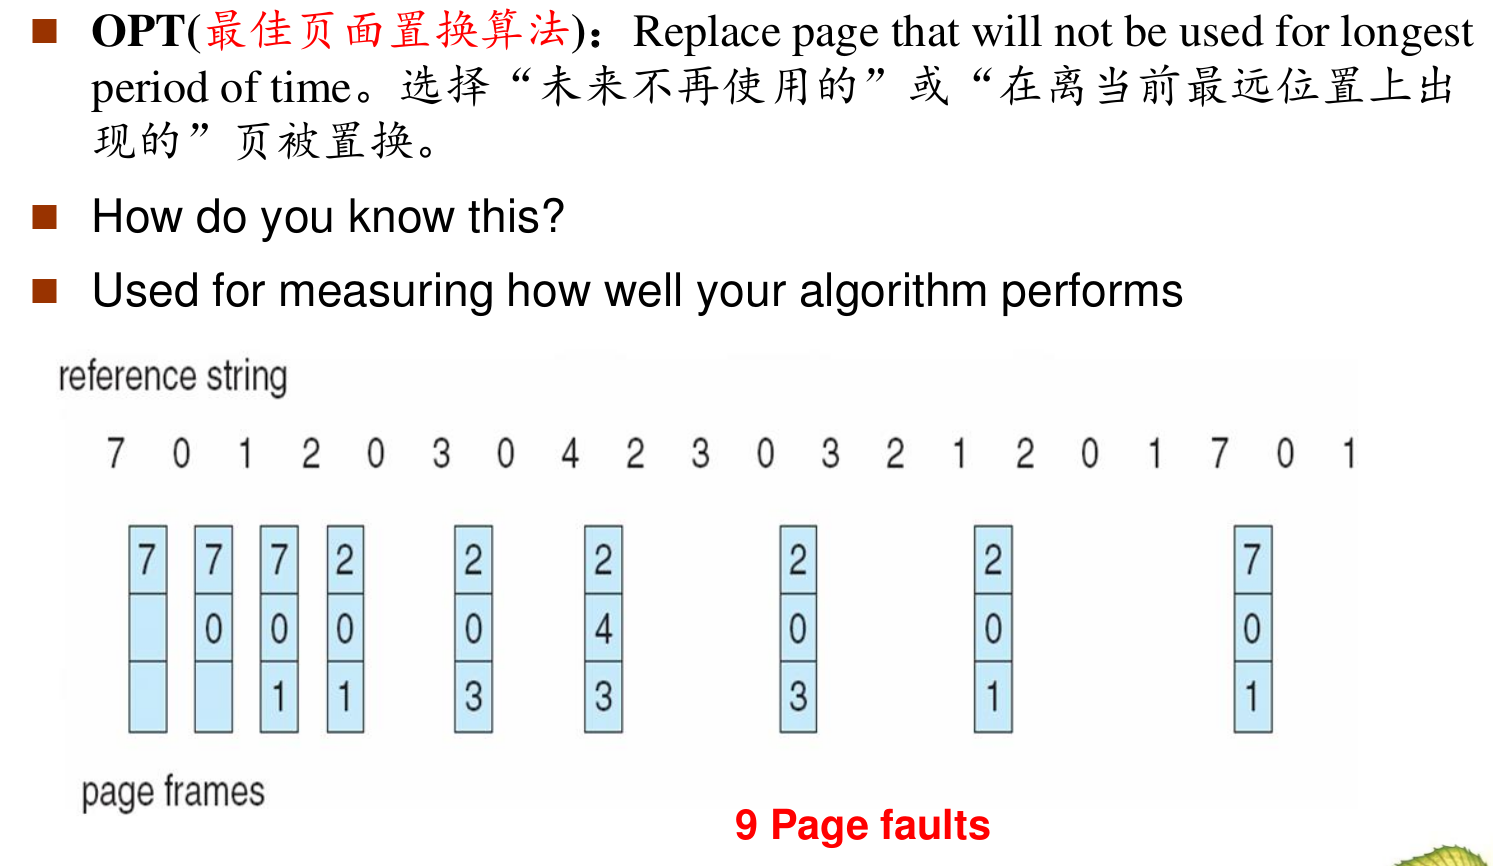 OPT(最佳页面置换算法)：Replace page that will not be used for longest
period of time。选择“未来不再使用的”或“在离当前最远位置上出
现的”页被置换。
How do you know this?
Used for measuring how well your algorithm performs
reference string
7 0 1 2 0 3 0 4 2 3 0 3 2 1 2 0 1 7 0 1
7 7 7 2 2 2 2 2 7
0 0 0 0 4 0 0 0
1 1 3 3 3 1 1
page frames
9 Page faults